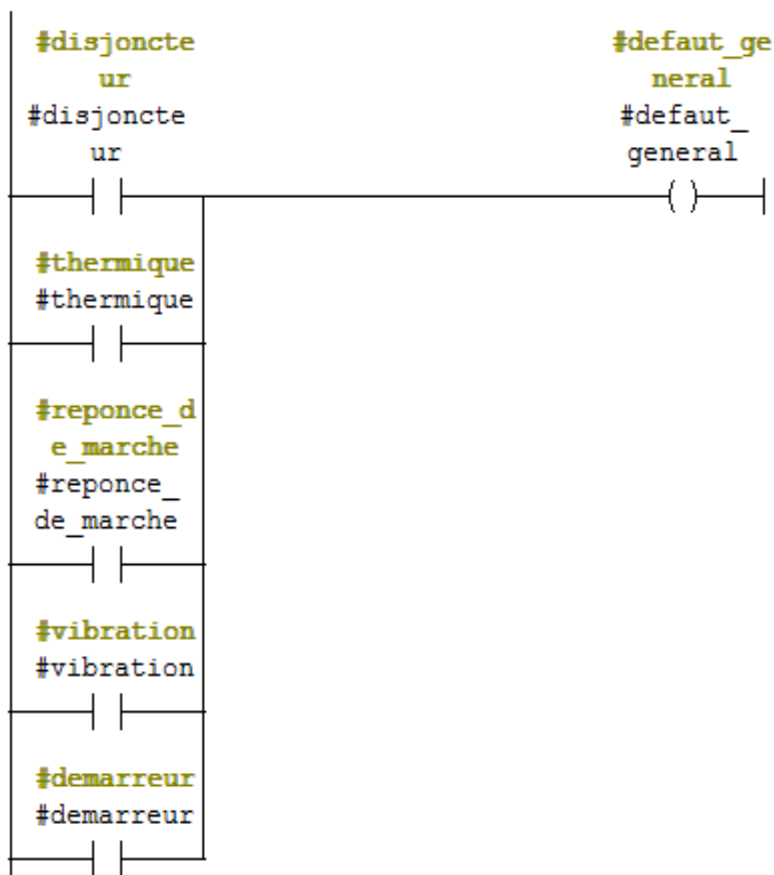 #disjoncte
ur
#disjoncte
ur
#defaut_ge
neral
#defaut_
general
#thermique
#thermique
#reponce_d
e_marche
#reponce_
de_marche
#vibration
#vibration
#demarreur
#demarreur